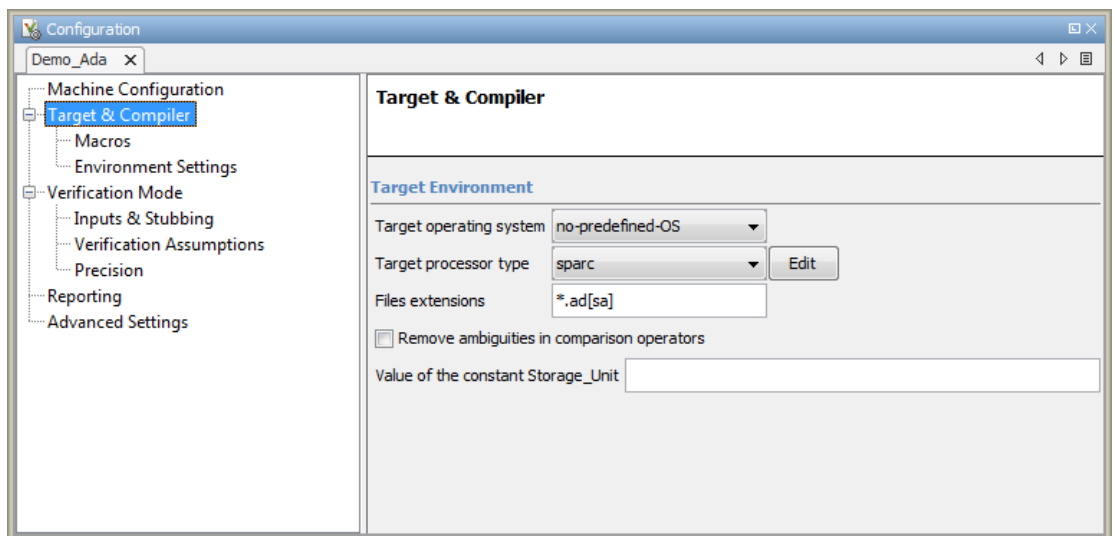 Configuration
Demo_Ada
Machine Configuration
Target & Compiler
Macros
Environment Settings
Verification Mode
Inputs & Stubbing
Verification Assumptions
Precision
Reporting
Advanced Settings
Target & Compiler
Target Environment
Target operating system no-predefined-OS
Target processor type sparc Edit
Files extensions *.ad[sa]
Remove ambiguities in comparison operators
Value of the constant Storage_Unit